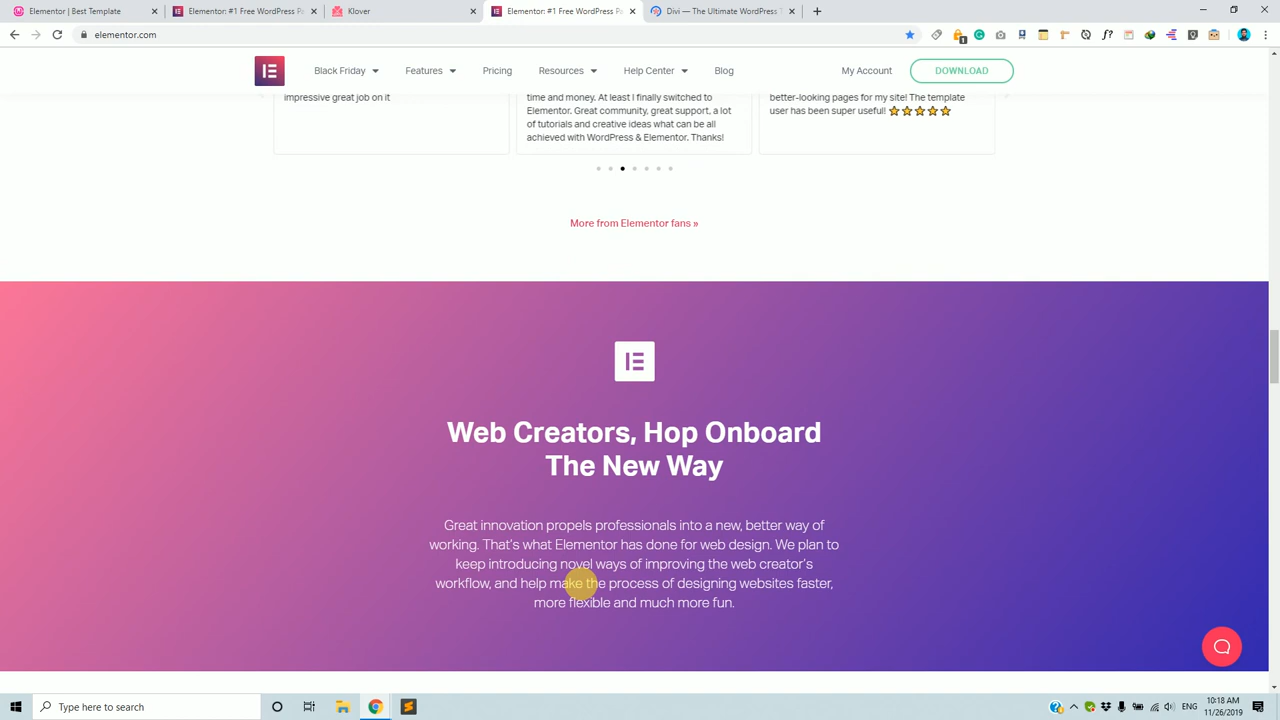 Elementor | Best Template
Elementor: #1 Free WordPress P
Klover
Elementor: #1 Free WordPress P
Divi — The Ultimate WordPress T
elementor.com
Black Friday
Features
Pricing
Resources
Help Center
Blog
My Account
DOWNLOAD
impressive great job on it
time and money. At least I finally switched to
Elementor. Great community, great support, a lot
of tutorials and creative ideas what can be all
achieved with WordPress & Elementor. Thanks!
better-looking pages for my site! The template
user has been super useful!
More from Elementor fans »
Web Creators, Hop Onboard
The New Way
Great innovation propels professionals into a new, better way of
working. That's what Elementor has done for web design. We plan to
keep introducing novel ways of improving the web creator's
workflow, and help make the process of designing websites faster,
more flexible and much more fun.
Type here to search
ENG
10:18 AM
11/26/2019